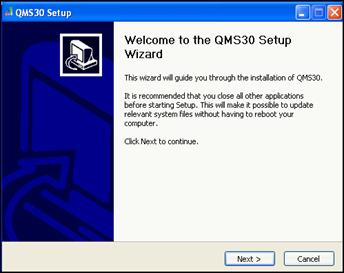 QMS30 Setup
Welcome to the QMS30 Setup
Wizard
This wizard will guide you through the installation of QMS30.
It is recommended that you close all other applications
before starting Setup. This will make it possible to update
relevant system files without having to reboot your
computer.
Click Next to continue.
Next > Cancel